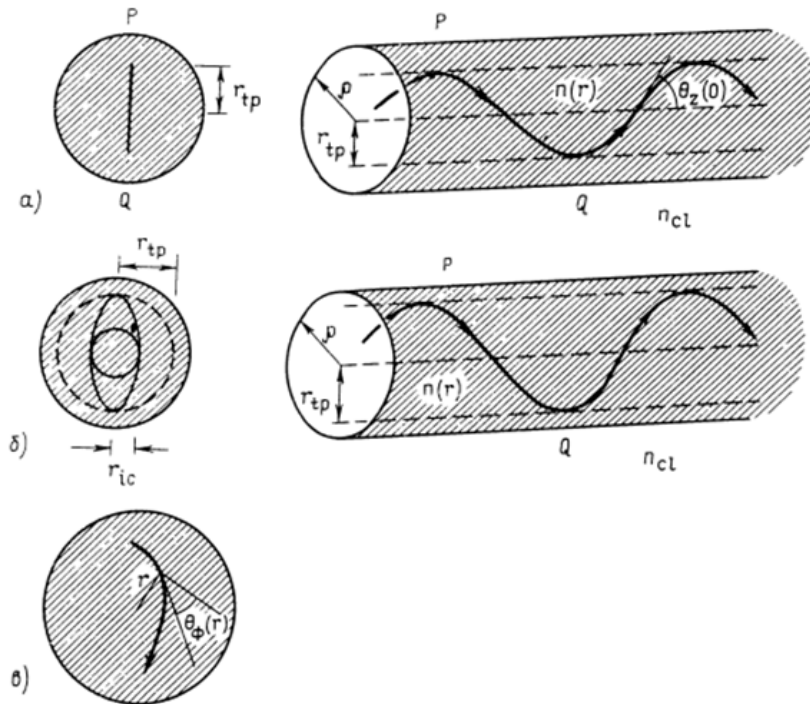 P
r_tp
a)
Q
P
ρ
r_tp
n(r)
θ_z(0)
Q
n_cl
r_tp
б)
r_ic
P
ρ
r_tp
n(r)
Q
n_cl
r
θ_ϕ(r)
в)